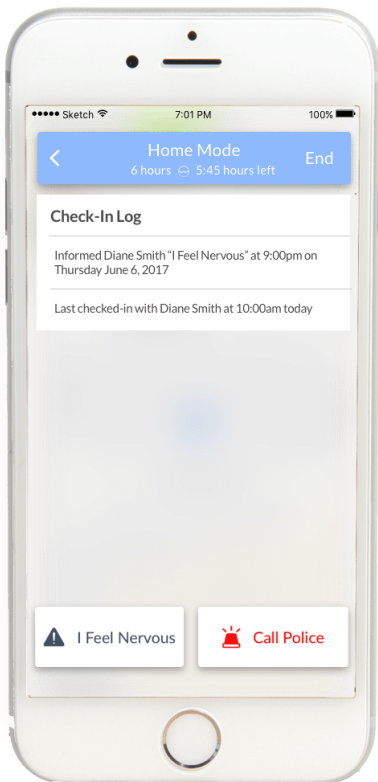 Sketch 7:01 PM 100%
Home Mode
6 hours 5:45 hours left
End
Check-In Log
Informed Diane Smith "I Feel Nervous" at 9:00pm on
Thursday June 6, 2017
Last checked-in with Diane Smith at 10:00am today
I Feel Nervous
Call Police